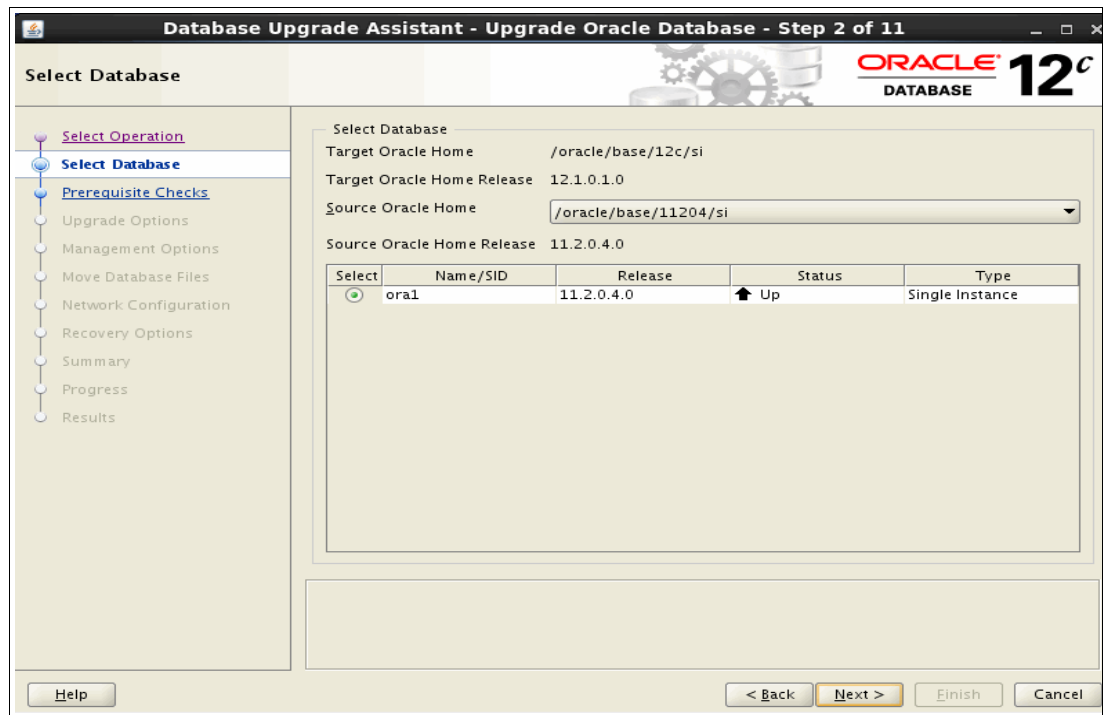 Database Upgrade Assistant - Upgrade Oracle Database - Step 2 of 11
Select Database
ORACLE
DATABASE
12c
Select Operation
Select Database
Prerequisite Checks
Upgrade Options
Management Options
Move Database Files
Network Configuration
Recovery Options
Summary
Progress
Results
Select Database
Target Oracle Home /oracle/base/12c/si
Target Oracle Home Release 12.1.0.1.0
Source Oracle Home /oracle/base/11204/si
Source Oracle Home Release 11.2.0.4.0
Select Name/SID Release Status Type
ora1 11.2.0.4.0 Up Single Instance
Help < Back Next > Finish Cancel